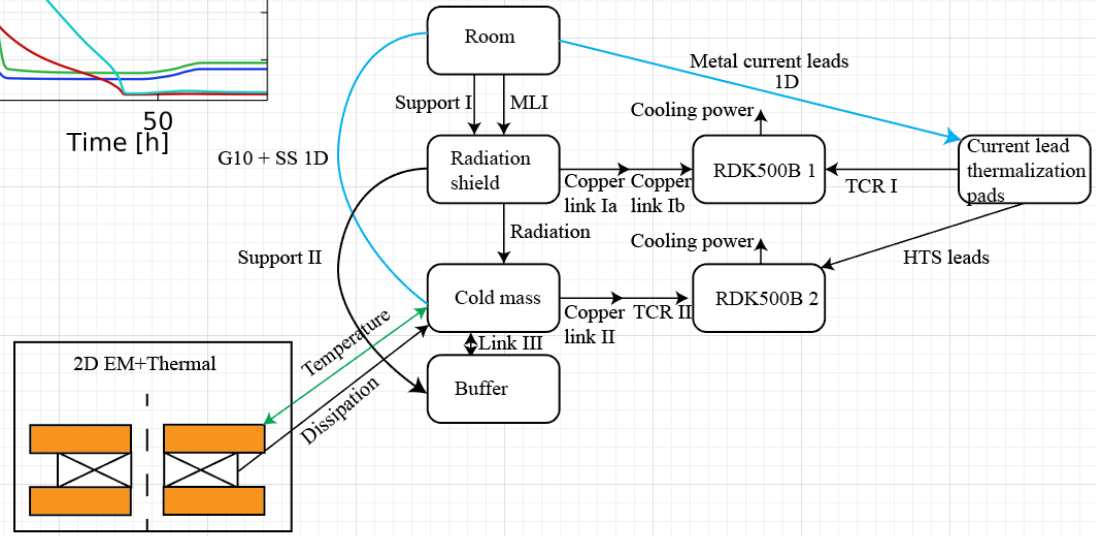 50
Time [h]
Room
Metal current leads
1D
Support I
MLI
Cooling power
G10 + SS 1D
Radiation
shield
Copper
link Ia
Copper
link Ib
RDK500B 1
TCR I
Current lead
thermalization
pads
Radiation
Cooling power
Support II
HTS leads
Cold mass
Copper
link II
TCR II
RDK500B 2
Link III
Temperature
2D EM+Thermal
Buffer
Dissipation